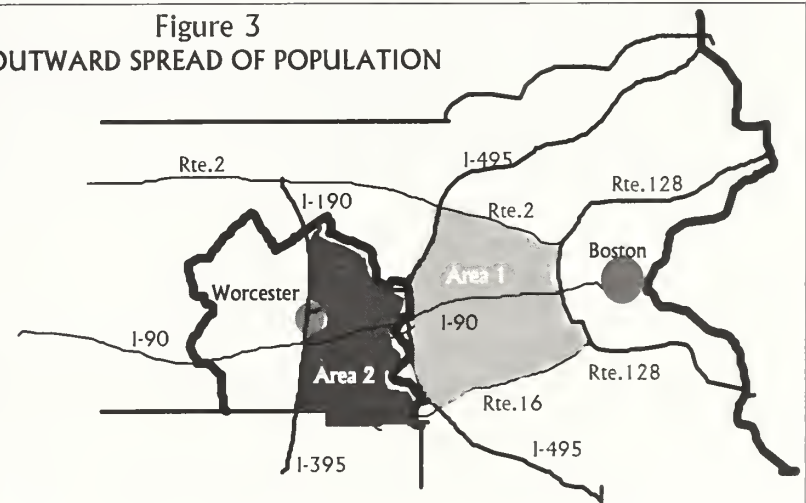 Figure 3
OUTWARD SPREAD OF POPULATION
Rte.2
I-495
I-190
Rte.2
Rte.128
Boston
Area 1
Worcester
I-90
I-90
Area 2
Rte.128
Rte.16
I-395
I-495